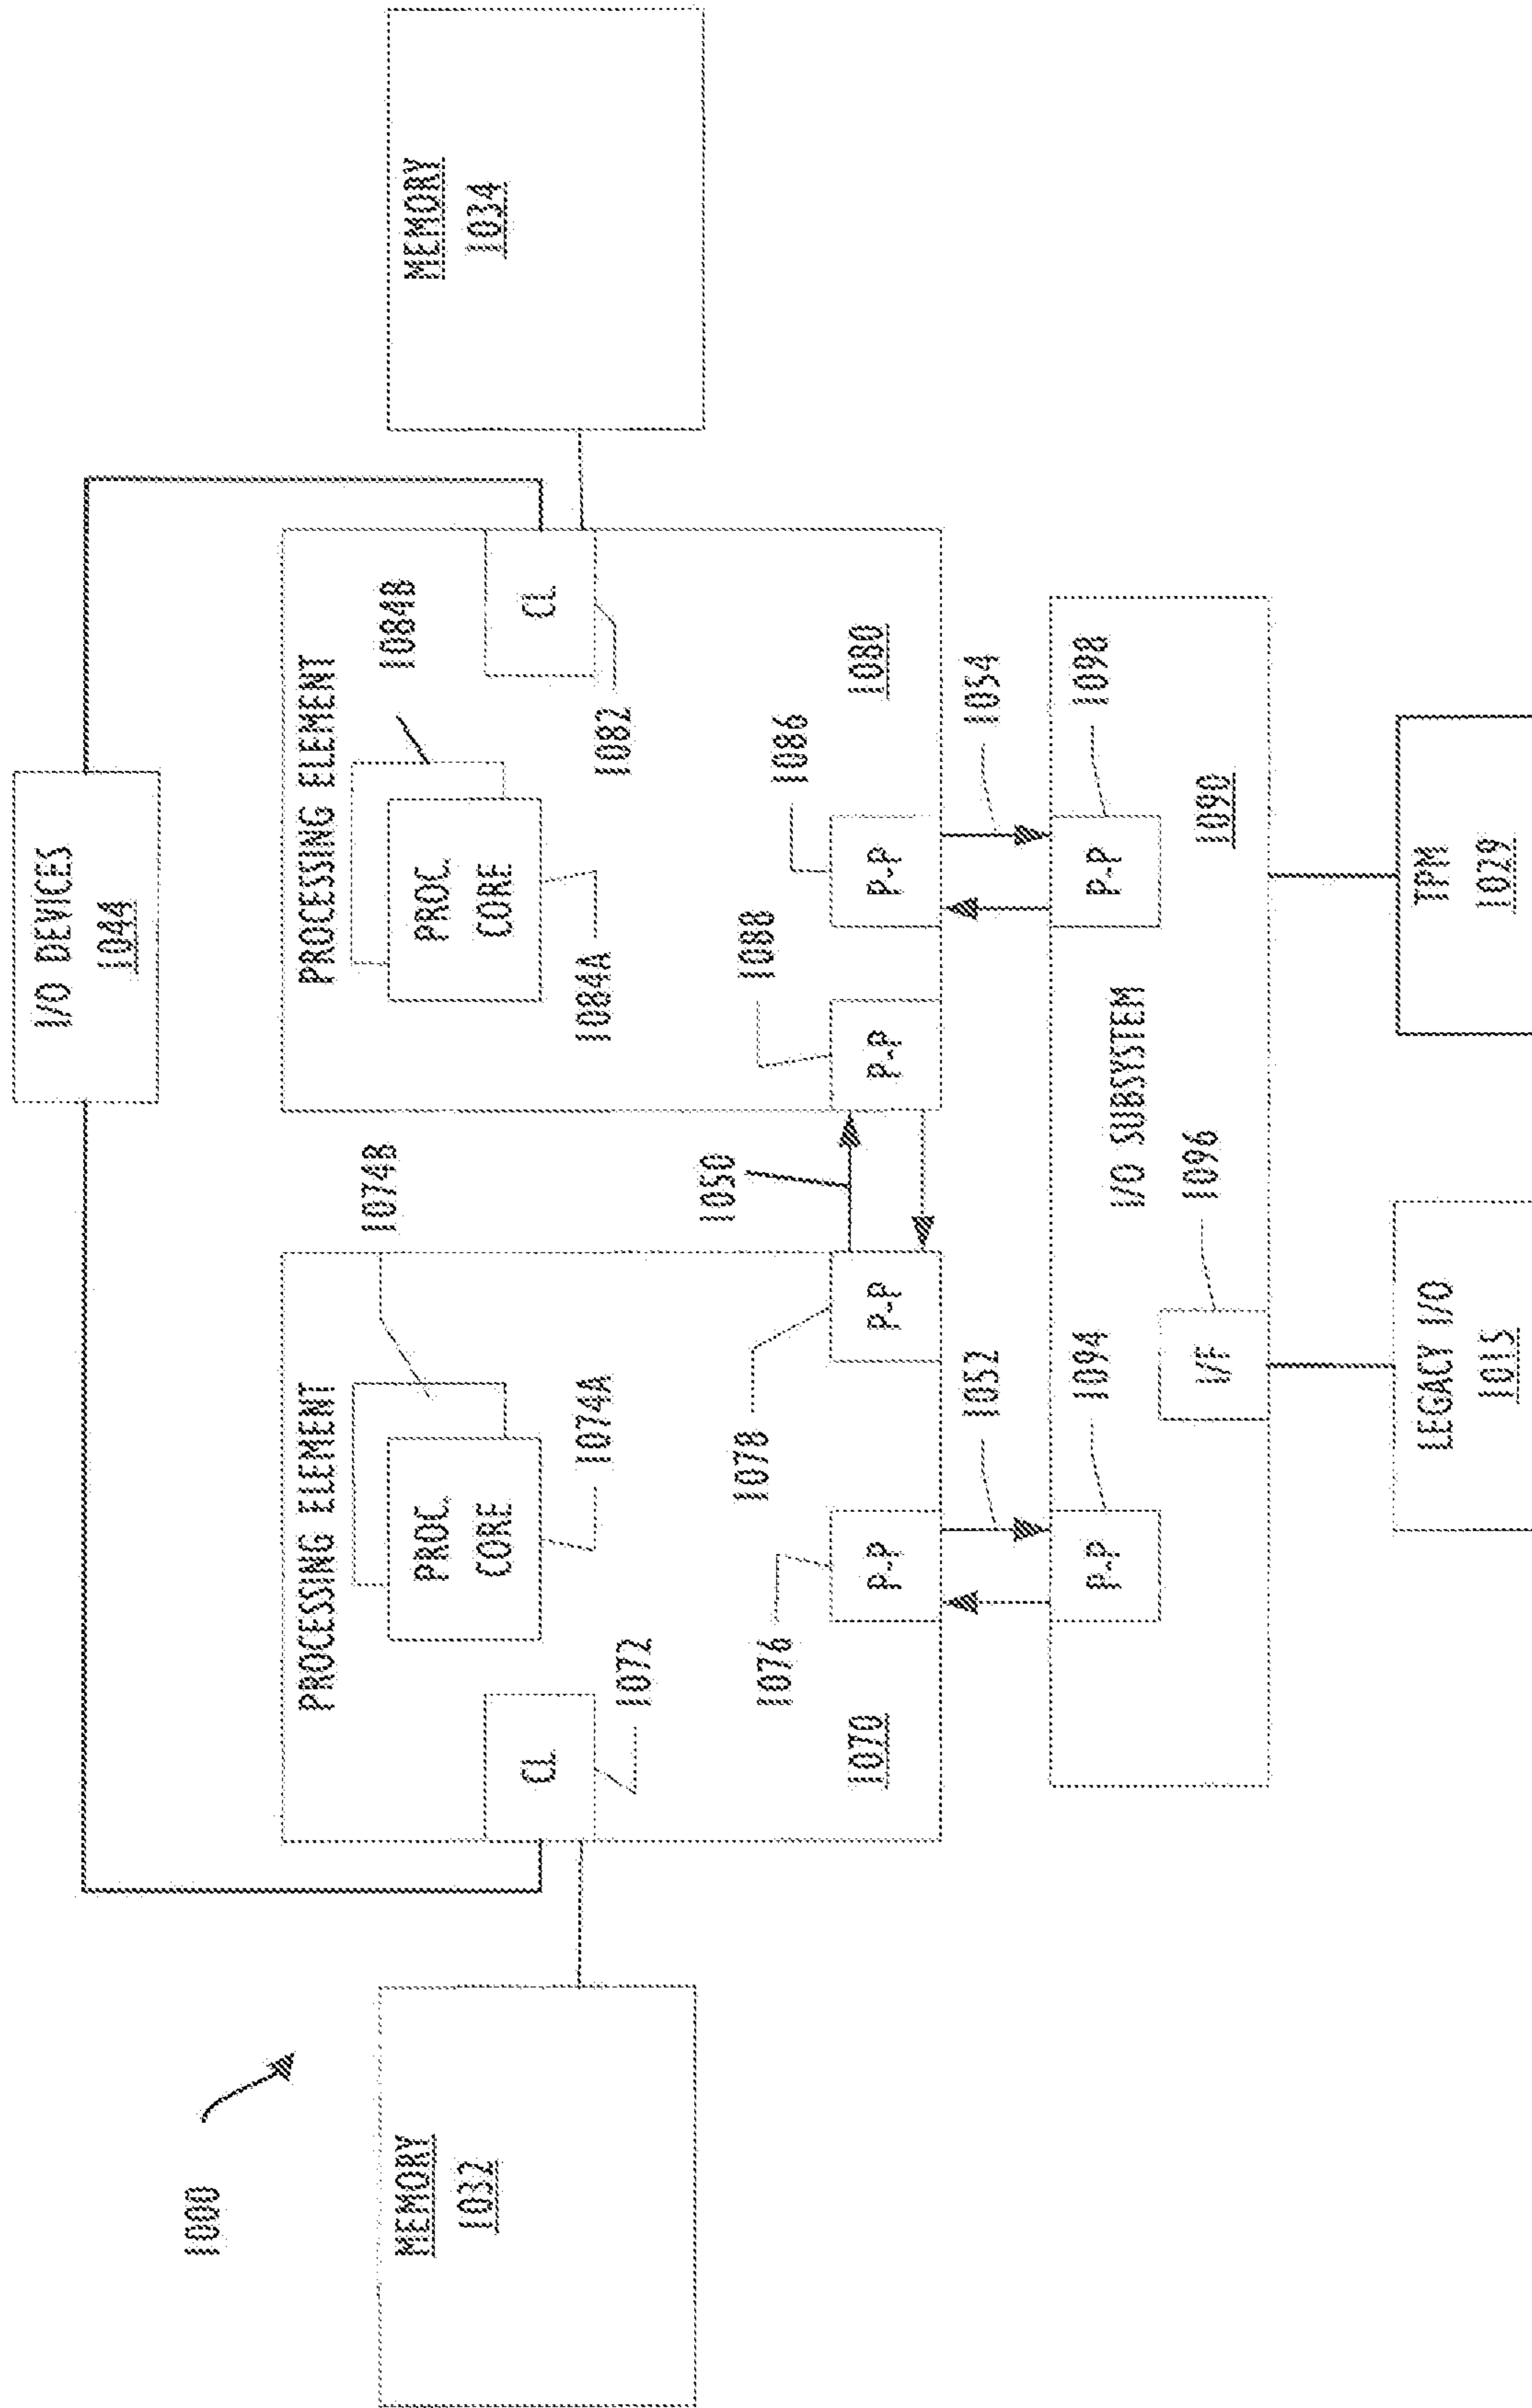 1000
I/O DEVICES
1044
MEMORY
1032
PROCESSING ELEMENT
1074B
PROC.
CORE
1074A
CL
1072
1078
P-P
1076
P-P
1070
1050
PROCESSING ELEMENT
1084B
PROC.
CORE
1084A
CL
1082
1088
P-P
1086
P-P
1080
MEMORY
1034
1052
1054
P-P
1094
I/F
1096
I/O SUBSYSTEM
P-P
1098
1090
LEGACY I/O
1015
TPM
1029